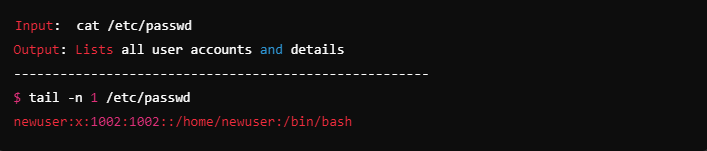 Input:  cat /etc/passwd
Output: Lists all user accounts and details
------------------------------------------------------
$ tail -n 1 /etc/passwd
newuser:x:1002:1002::/home/newuser:/bin/bash